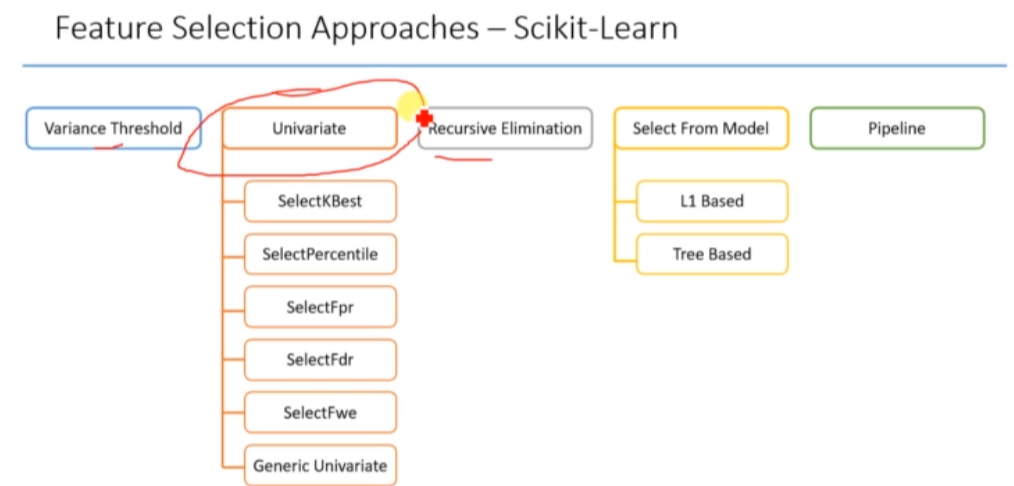 Feature Selection Approaches – Scikit-Learn
Variance Threshold
Univariate
Recursive Elimination
Select From Model
Pipeline
SelectKBest
SelectPercentile
SelectFpr
SelectFdr
SelectFwe
Generic Univariate
L1 Based
Tree Based